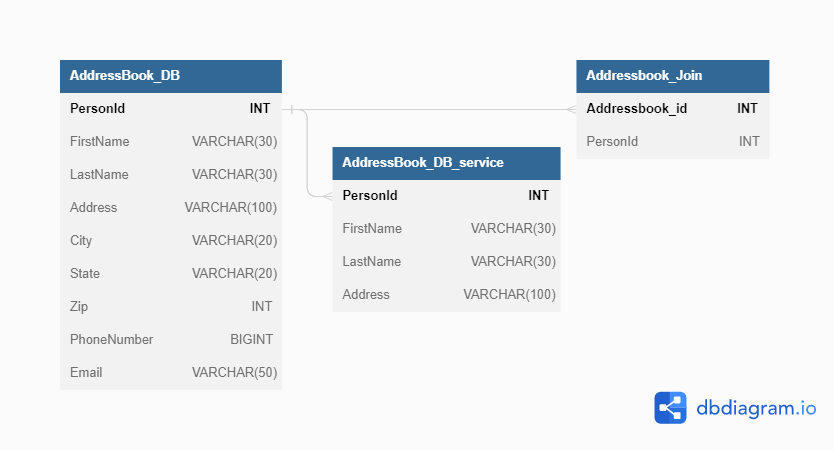 AddressBook_DB
PersonId INT
FirstName VARCHAR(30)
LastName VARCHAR(30)
Address VARCHAR(100)
City VARCHAR(20)
State VARCHAR(20)
Zip INT
PhoneNumber BIGINT
Email VARCHAR(50)
AddressBook_DB_service
PersonId INT
FirstName VARCHAR(30)
LastName VARCHAR(30)
Address VARCHAR(100)
Addressbook_Join
Addressbook_id INT
PersonId INT
dbdiagram.io